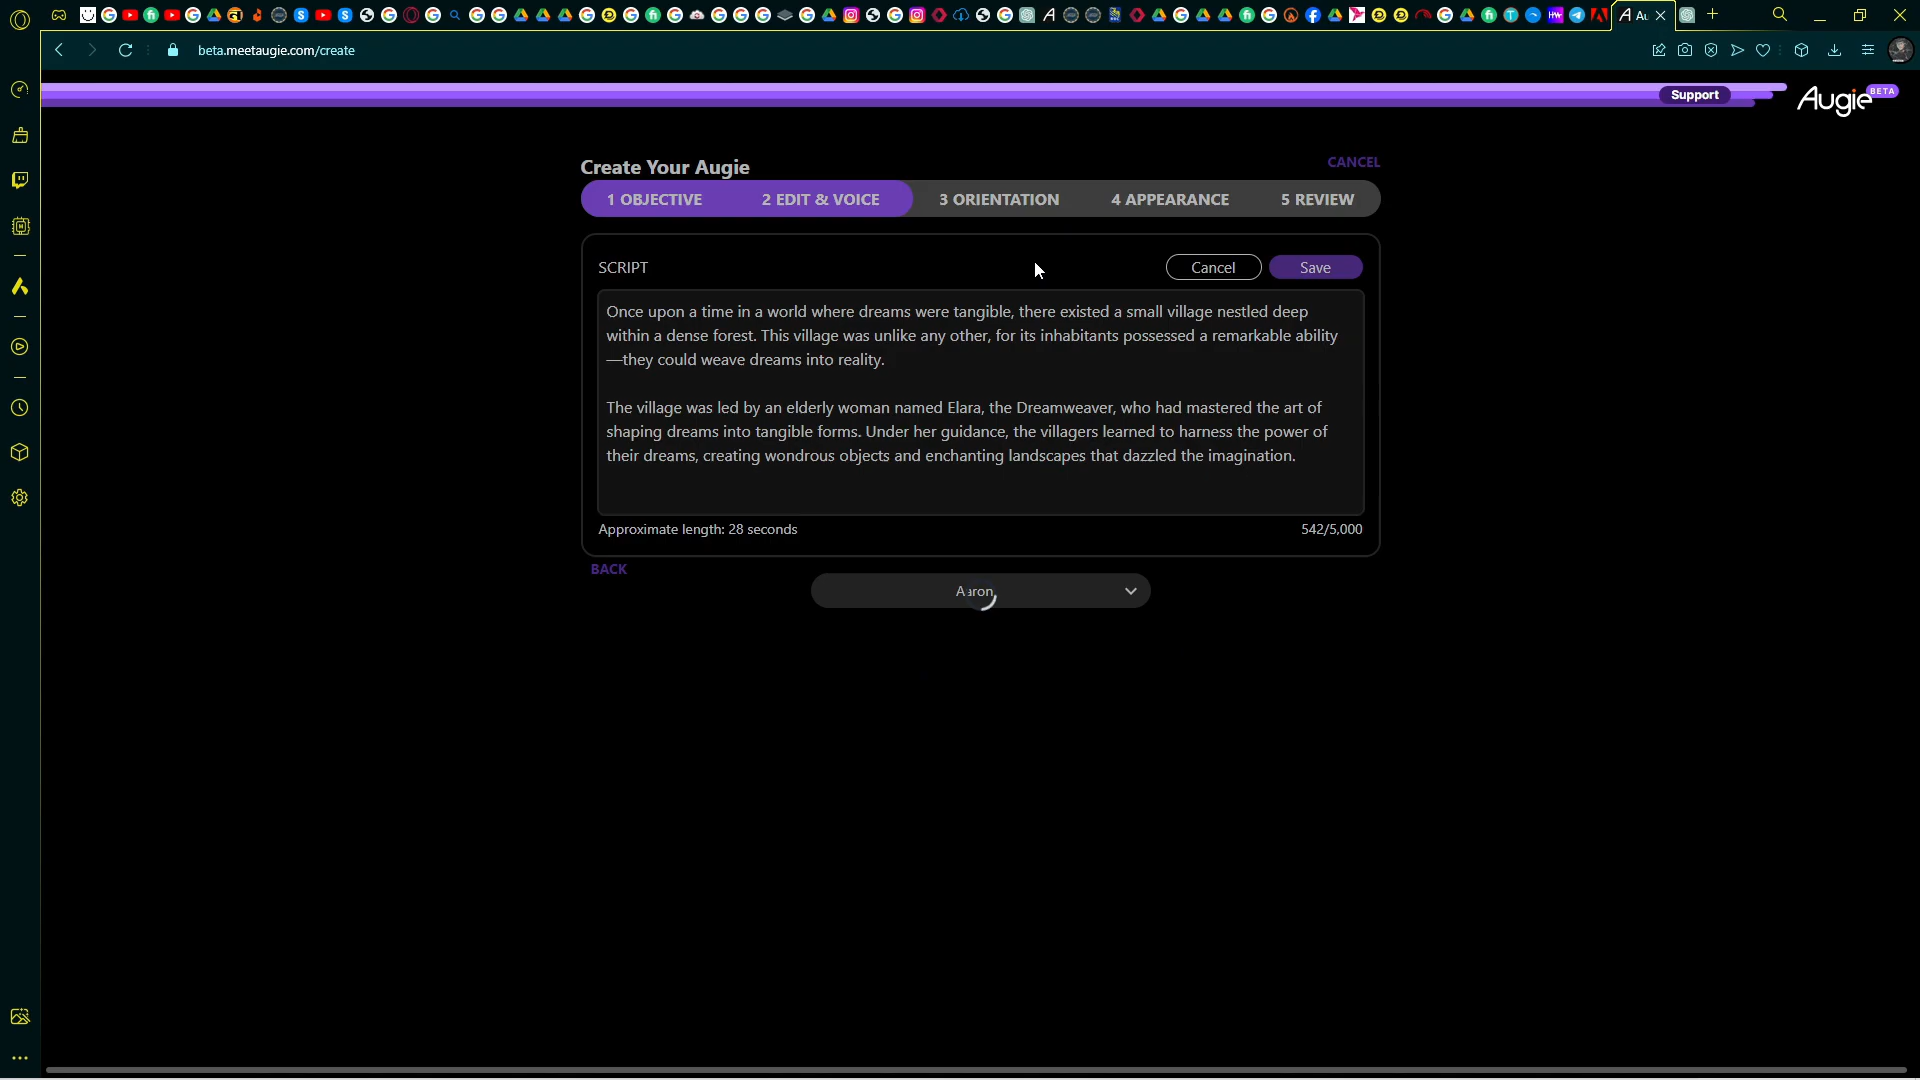 Au
beta.meetaugie.com/create
Support
Augie BETA
Create Your Augie
CANCEL
1 OBJECTIVE 2 EDIT & VOICE 3 ORIENTATION 4 APPEARANCE 5 REVIEW
SCRIPT
Cancel
Save
Once upon a time in a world where dreams were tangible, there existed a small village nestled deep
within a dense forest. This village was unlike any other, for its inhabitants possessed a remarkable ability
—they could weave dreams into reality.
The village was led by an elderly woman named Elara, the Dreamweaver, who had mastered the art of
shaping dreams into tangible forms. Under her guidance, the villagers learned to harness the power of
their dreams, creating wondrous objects and enchanting landscapes that dazzled the imagination.
Approximate length: 28 seconds
542/5,000
BACK
Aaron